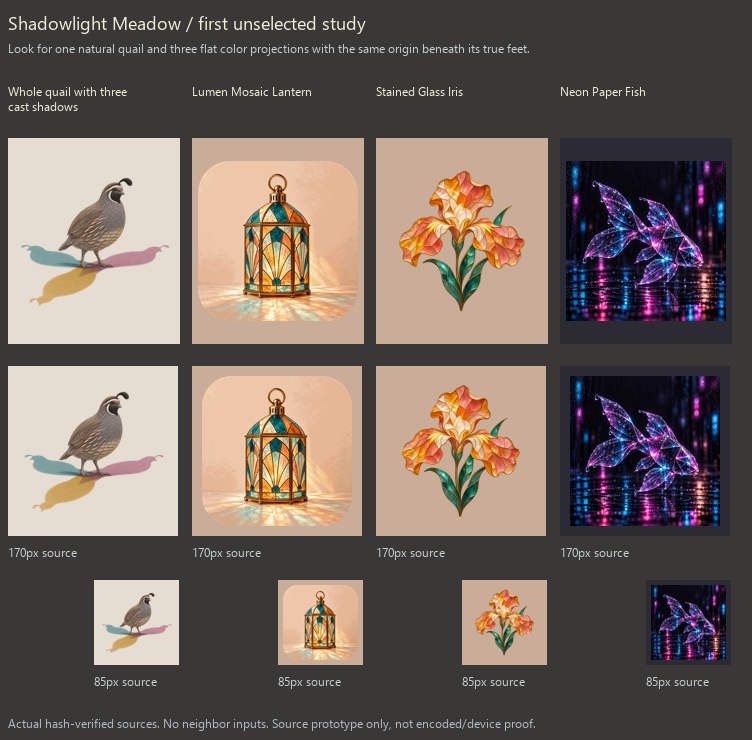 Shadowlight Meadow / first unselected study
Look for one natural quail and three flat color projections with the same origin beneath its true feet.
Whole quail with three
cast shadows
Lumen Mosaic Lantern
Stained Glass Iris
Neon Paper Fish
170px source
170px source
170px source
170px source
85px source
85px source
85px source
85px source
Actual hash-verified sources. No neighbor inputs. Source prototype only, not encoded/device proof.